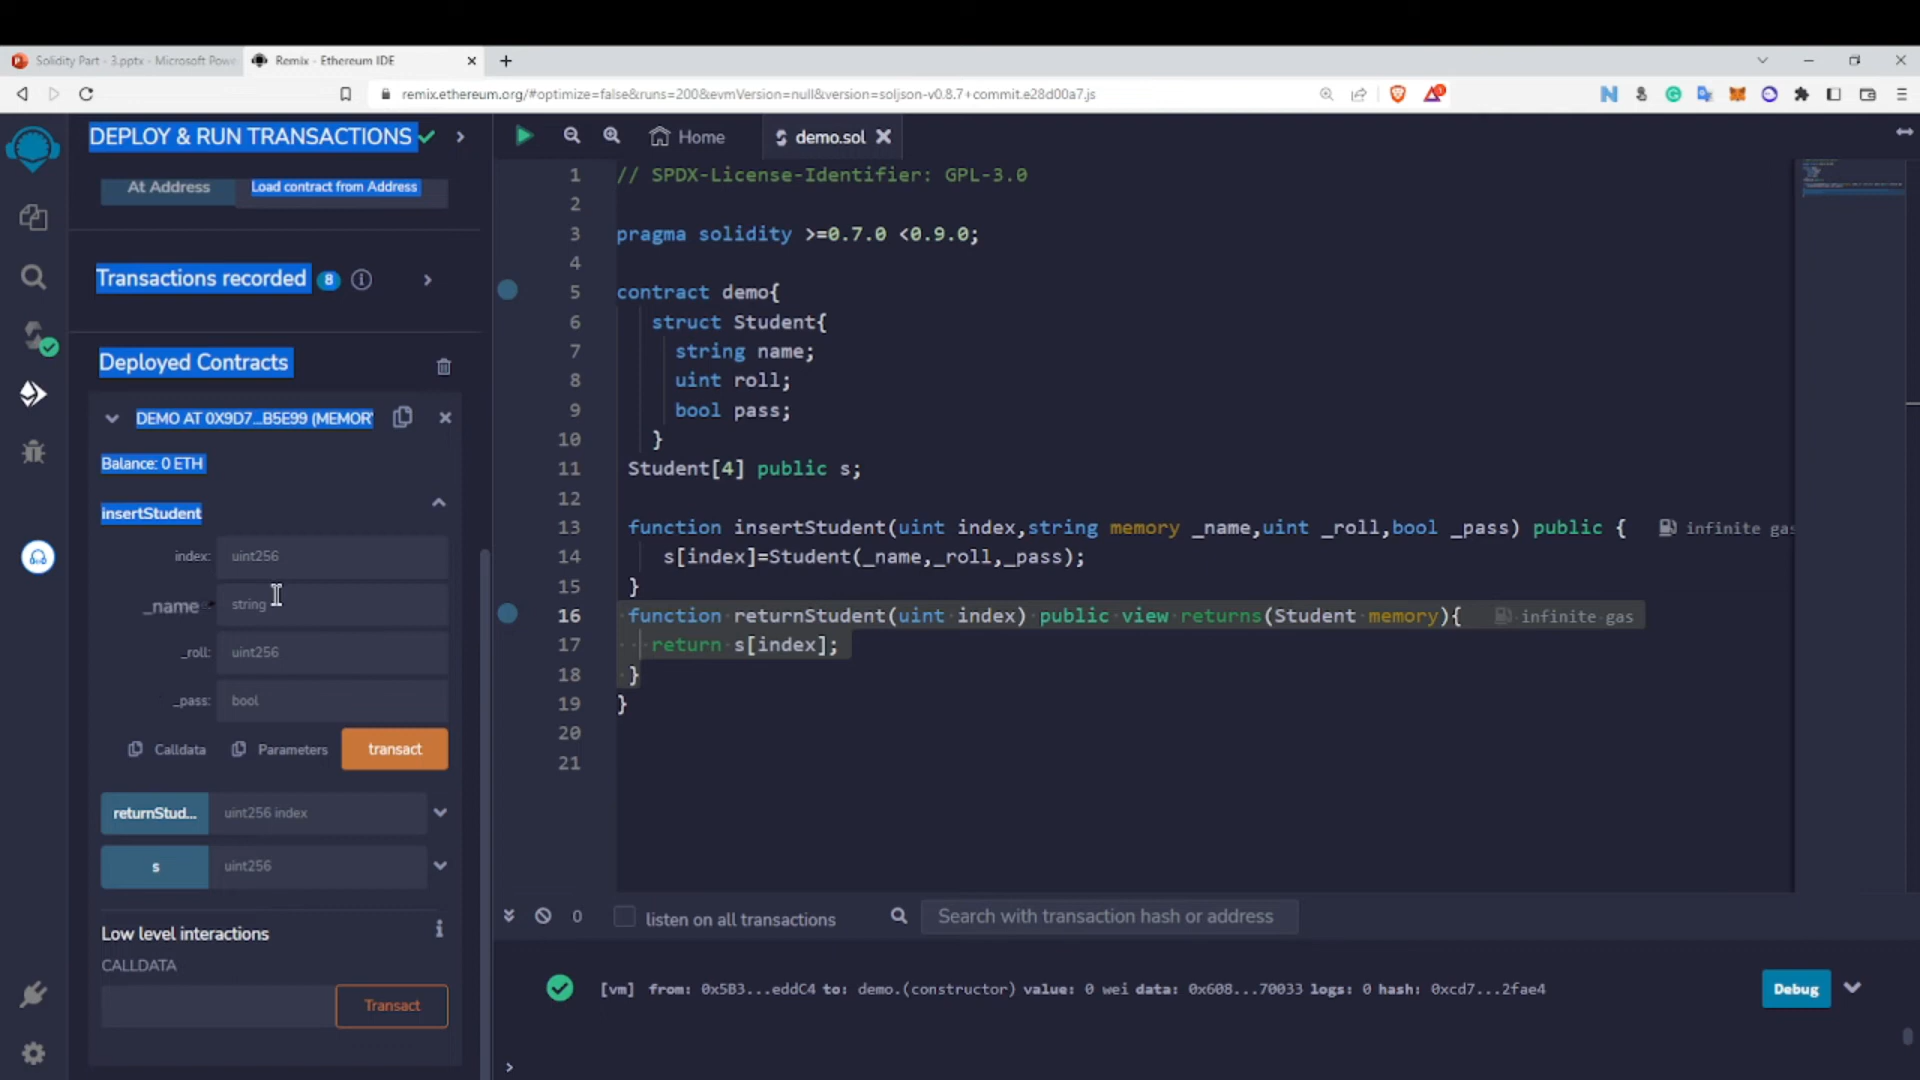 Solidity Part - 3.pptx - Microsoft Powe
Remix - Ethereum IDE
remix.ethereum.org/#optimize=false&runs=200&evmVersion=null&version=soljson-v0.8.7+commit.e28d00a7.js
DEPLOY & RUN TRANSACTIONS
At Address
Load contract from Address
Transactions recorded 8
Deployed Contracts
DEMO AT 0X9D7...B5E99 (MEMORY
Balance: 0 ETH
insertStudent
index: uint256
_name string
_roll: uint256
_pass: bool
Calldata Parameters transact
returnStud... uint256 index
s uint256
Low level interactions
CALLDATA
Transact
Home demo.sol
1 // SPDX-License-Identifier: GPL-3.0
2
3 pragma solidity >=0.7.0 <0.9.0;
4
5 contract demo{
6 struct Student{
7 string name;
8 uint roll;
9 bool pass;
10 }
11 Student[4] public s;
12
13 function insertStudent(uint index,string memory _name,uint _roll,bool _pass) public { infinite gas
14 s[index]=Student(_name,_roll,_pass);
15 }
16 function returnStudent(uint index) public view returns(Student memory){ infinite gas
17 return s[index];
18 }
19 }
20
21
0 listen on all transactions Search with transaction hash or address
[vm] from: 0x5B3...eddC4 to: demo.(constructor) value: 0 wei data: 0x608...70033 logs: 0 hash: 0xcd7...2fae4 Debug
>